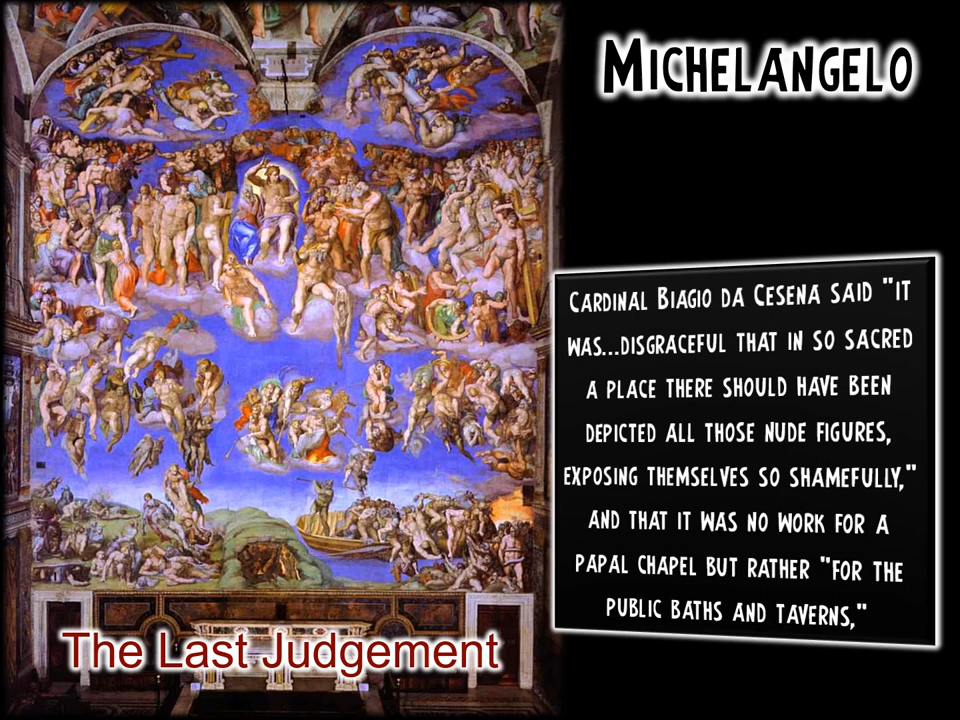 MICHELANGELO
CARDINAL BIAGIO DA CESENA SAID "IT
WAS...DISGRACEFUL THAT IN SO SACRED
A PLACE THERE SHOULD HAVE BEEN
DEPICTED ALL THOSE NUDE FIGURES,
EXPOSING THEMSELVES SO SHAMEFULLY,"
AND THAT IT WAS NO WORK FOR A
PAPAL CHAPEL BUT RATHER "FOR THE
PUBLIC BATHS AND TAVERNS,"
The Last Judgement